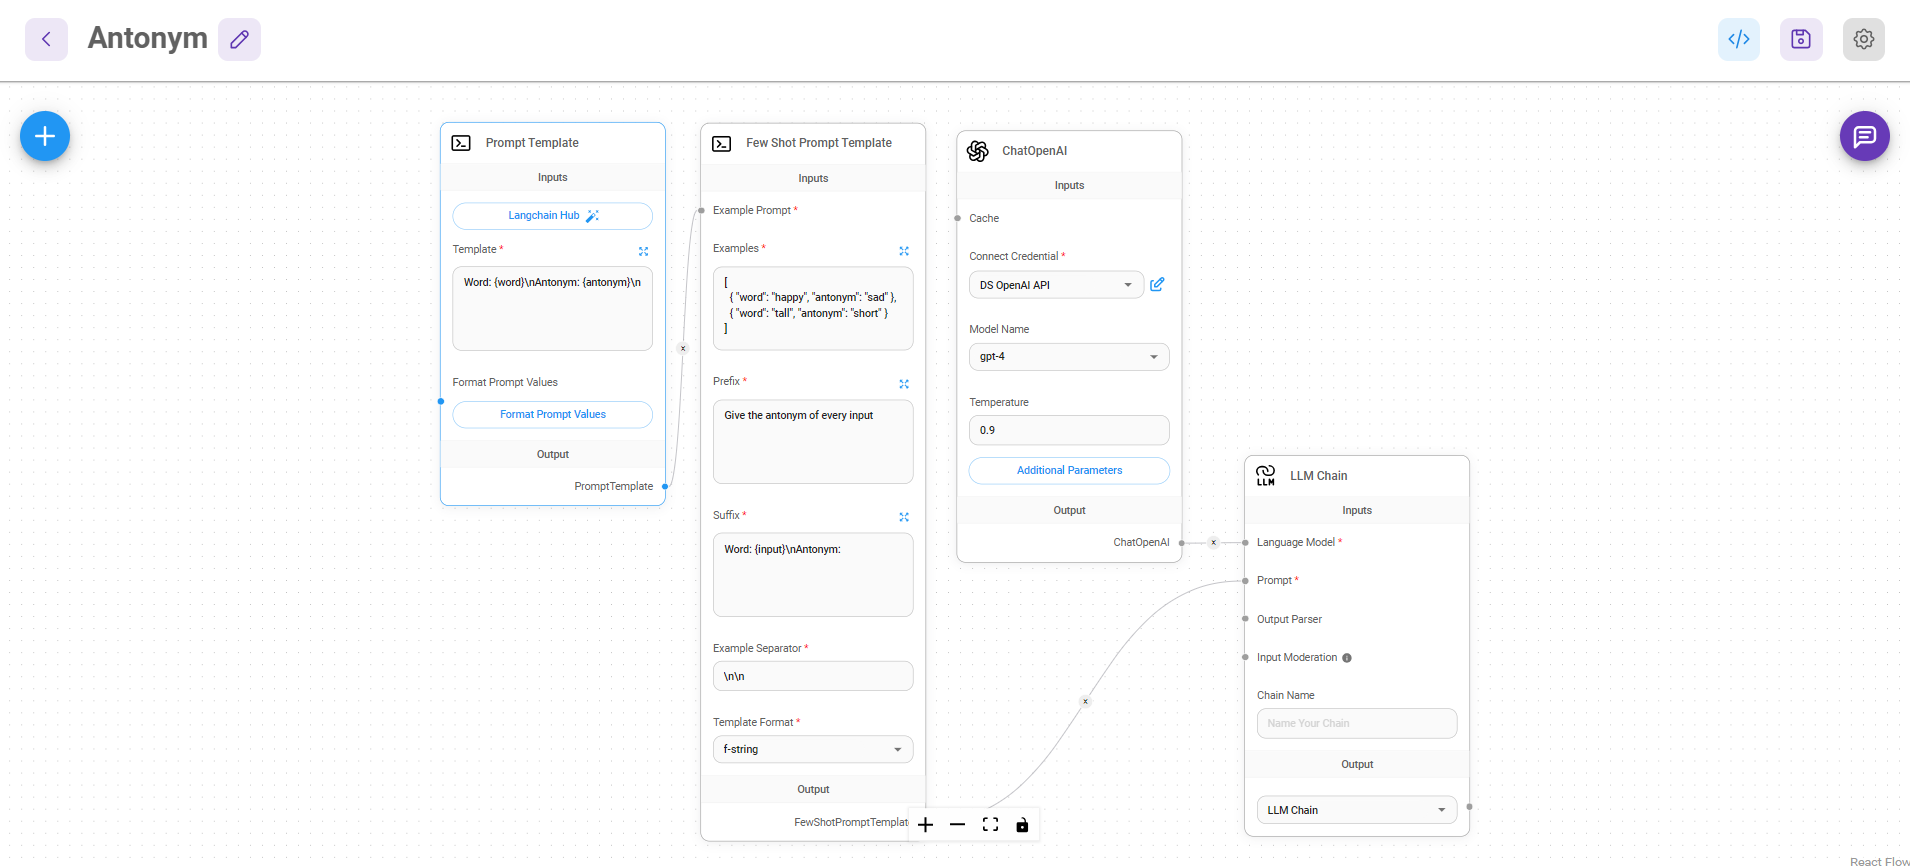 Antonym
Prompt Template
Inputs
Langchain Hub
Template *
Word: {word}\nAntonym: {antonym}\n
Format Prompt Values
Format Prompt Values
Output
PromptTemplate
x
Few Shot Prompt Template
Inputs
Example Prompt *
Examples *
[
{ "word": "happy", "antonym": "sad" },
{ "word": "tall", "antonym": "short" }
]
Prefix *
Give the antonym of every input
Suffix *
Word: {input}\nAntonym:
Example Separator *
\n\n
Template Format *
f-string
Output
FewShotPromptTemplat
ChatOpenAI
Inputs
Cache
Connect Credential *
DS OpenAI API
Model Name
gpt-4
Temperature
0.9
Additional Parameters
Output
ChatOpenAI
x
x
LLM
LLM Chain
Inputs
Language Model *
Prompt *
Output Parser
Input Moderation
Chain Name
Name Your Chain
Output
LLM Chain
React Flow